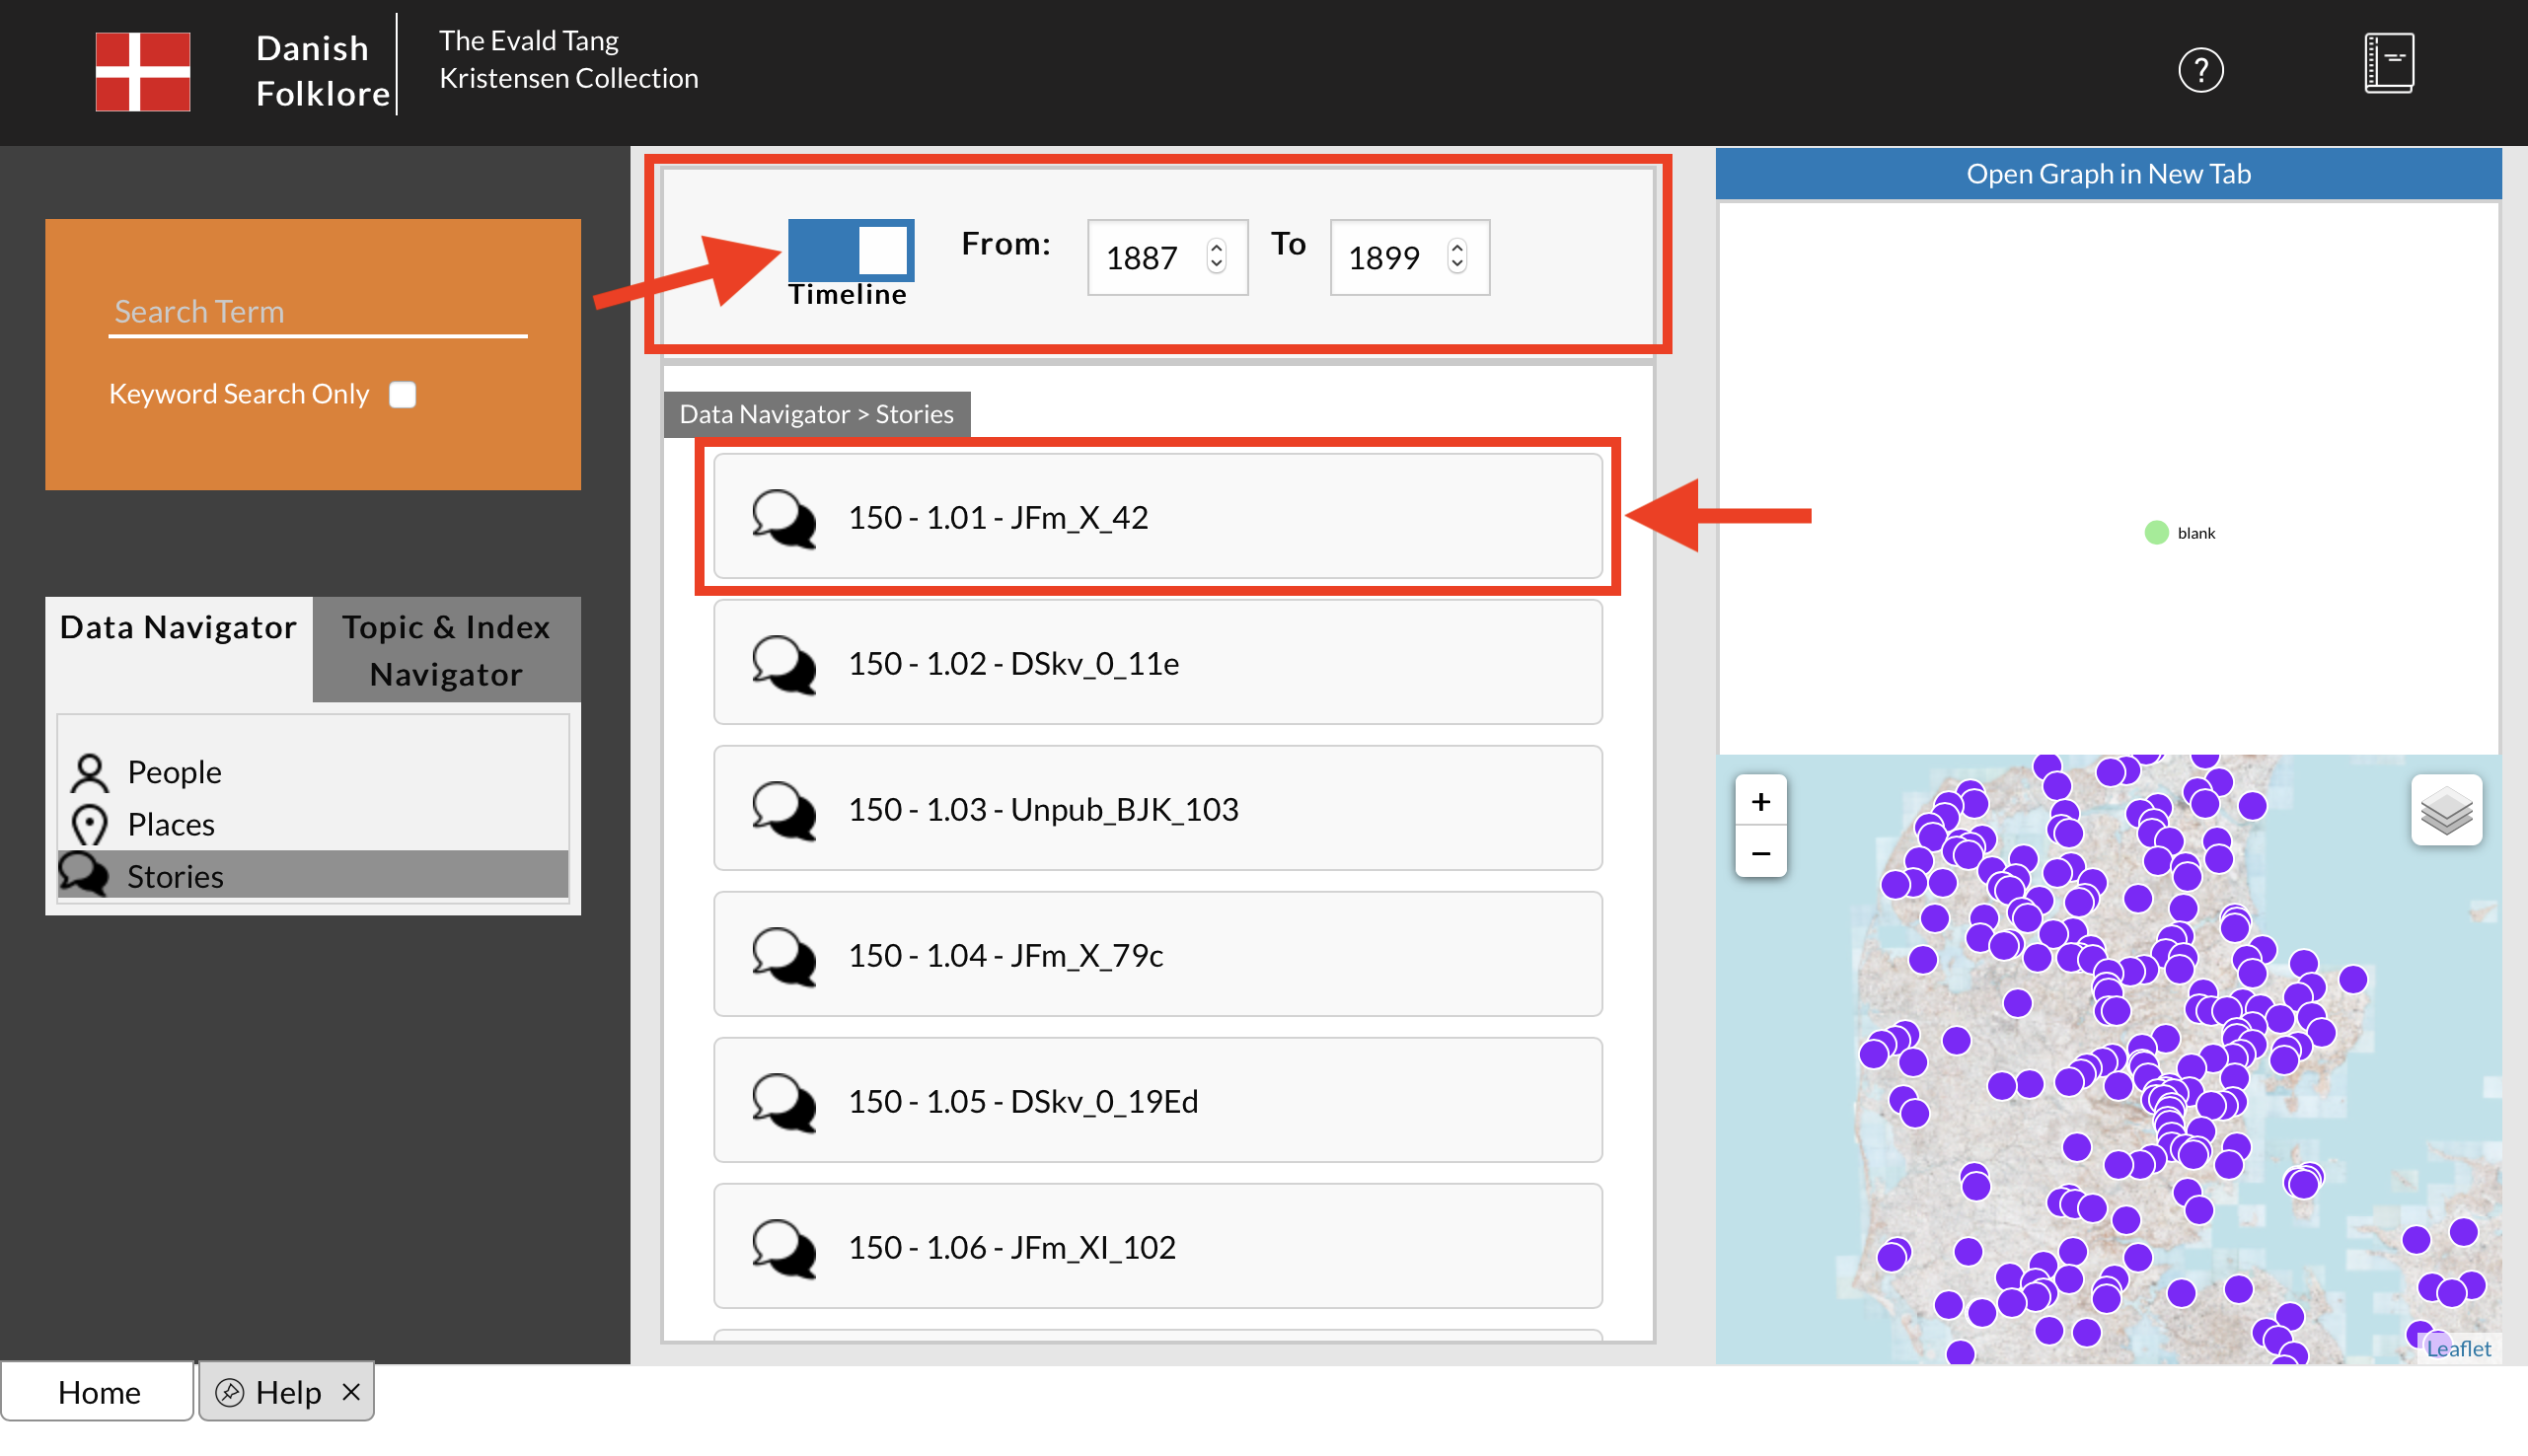 Danish
Folklore
The Evald Tang
Kristensen Collection
?
Search Term
Keyword Search Only
Data Navigator
Topic & Index
Navigator
People
Places
Stories
Timeline
From:
1887
To
1899
Data Navigator > Stories
150 - 1.01 - JFm_X_42
150 - 1.02 - DSkv_0_11e
150 - 1.03 - Unpub_BJK_103
150 - 1.04 - JFm_X_79c
150 - 1.05 - DSkv_0_19Ed
150 - 1.06 - JFm_XI_102
Open Graph in New Tab
blank
+
−
Leaflet
Home
Help ×